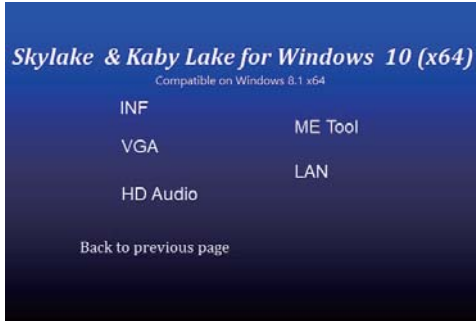 Skylake & Kaby Lake for Windows 10 (x64)
Compatible on Windows 8.1 x64
INF
ME Tool
VGA
LAN
HD Audio
Back to previous page